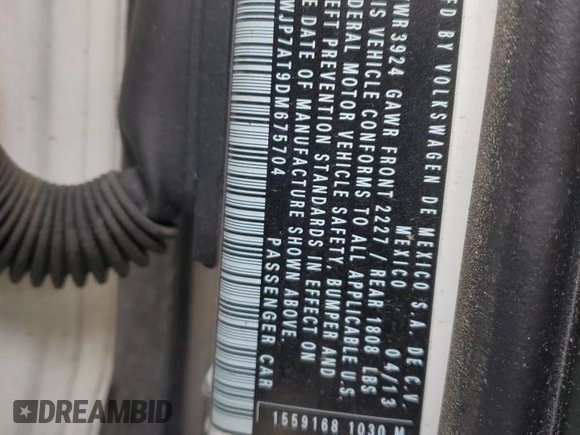 FD BY VOLKSWAGEN DE MEXICO S.A. DE C.V.
MEXICO
WR3924 GAWR FRONT 2227 / REAR 1808 LBS 04/13
IS VEHICLE CONFORMS TO ALL APPLICABLE U.S.
DERAL MOTOR VEHICLE SAFETY, BUMPER AND
EFT PREVENTION STANDARDS IN EFFECT ON
E DATE OF MANUFACTURE SHOWN ABOVE.
WJP7AT9DM675704 PASSENGER CAR
1559168 1030 M
DREAMBID